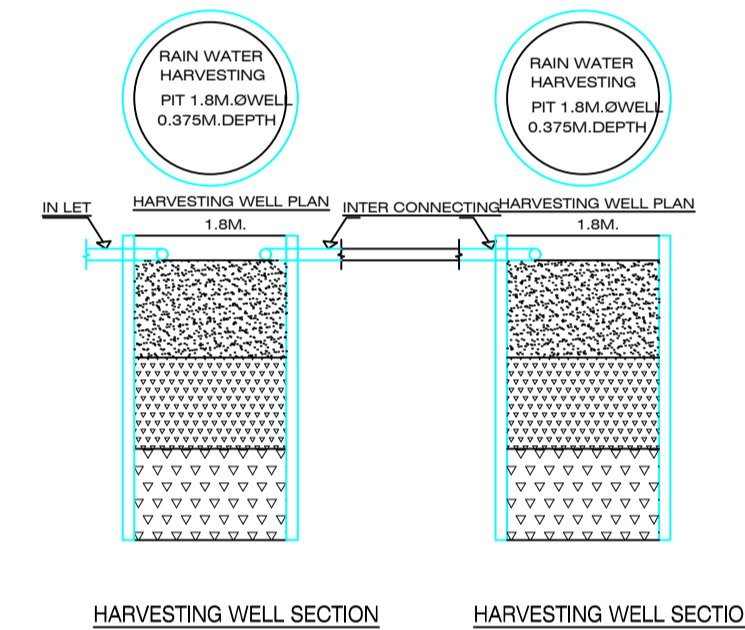 RAIN WATER
HARVESTING
PIT 1.8M.ØWELL
0.375M.DEPTH
RAIN WATER
HARVESTING
PIT 1.8M.ØWELL
0.375M.DEPTH
IN LET
HARVESTING WELL PLAN
INTER CONNECTING
HARVESTING WELL PLAN
1.8M.
1.8M.
HARVESTING WELL SECTION
HARVESTING WELL SECTIO